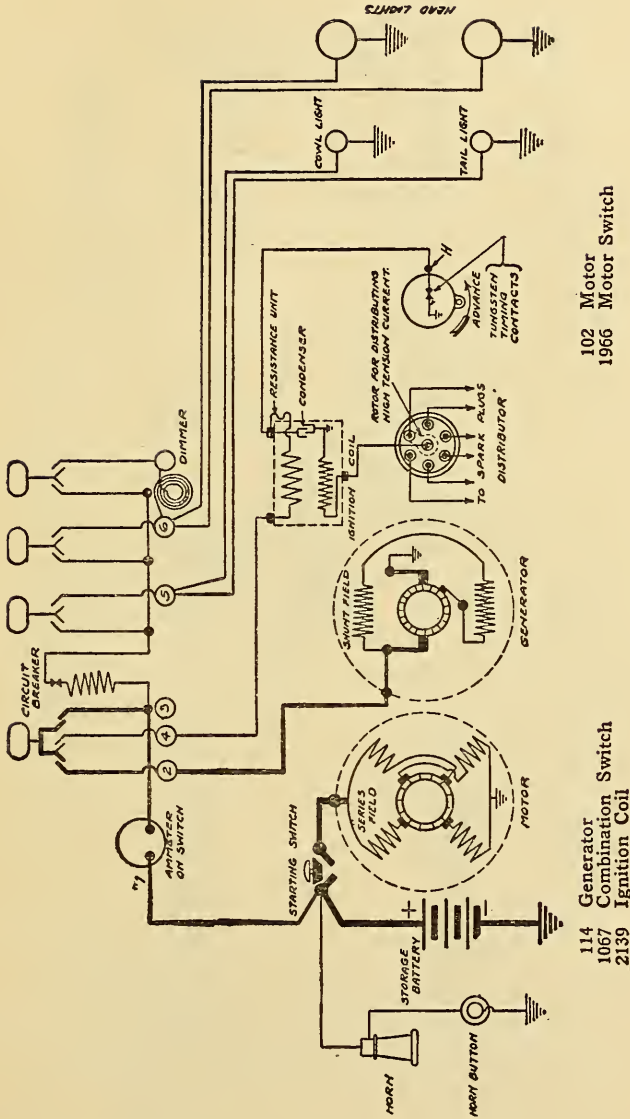 HEAD LIGHTS
COWL LIGHT
TAIL LIGHT
DIMMER
CIRCUIT
BREAKER
6
5
3
4
2
AMMETER
ON SWITCH
"1
STARTING SWITCH
STORAGE
BATTERY
+
-
HORN
HORN BUTTON
SERIES
FIELD
MOTOR
SHUNT FIELD
GENERATOR
RESISTANCE UNIT
CONDENSER
IGNITION COIL
ROTOR FOR DISTRIBUTING
HIGH TENSION CURRENT.
TO SPARK PLUGS
DISTRIBUTOR
H
ADVANCE
TUNGSTEN
TIMING
CONTACTS
114 Generator
1067 Combination Switch
2139 Ignition Coil
102 Motor
1966 Motor Switch